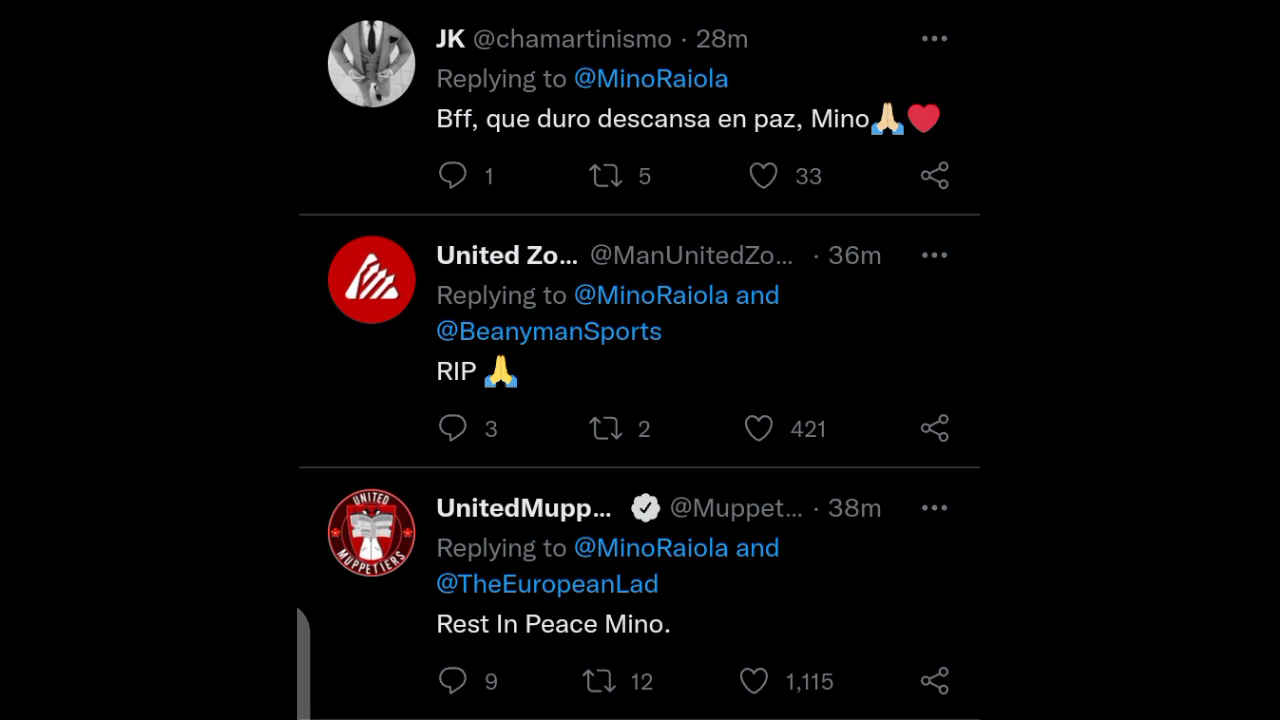 JK @chamartinismo · 28m
Replying to @MinoRaiola
Bff, que duro descansa en paz, Mino🙏🏻❤️
1 5 33
United Zo... @ManUnitedZo... · 36m
Replying to @MinoRaiola and
@BeanymanSports
RIP 🙏
3 2 421
UNITED
MUPPETIERS
UnitedMupp... @Muppet... · 38m
Replying to @MinoRaiola and
@TheEuropeanLad
Rest In Peace Mino.
9 12 1,115